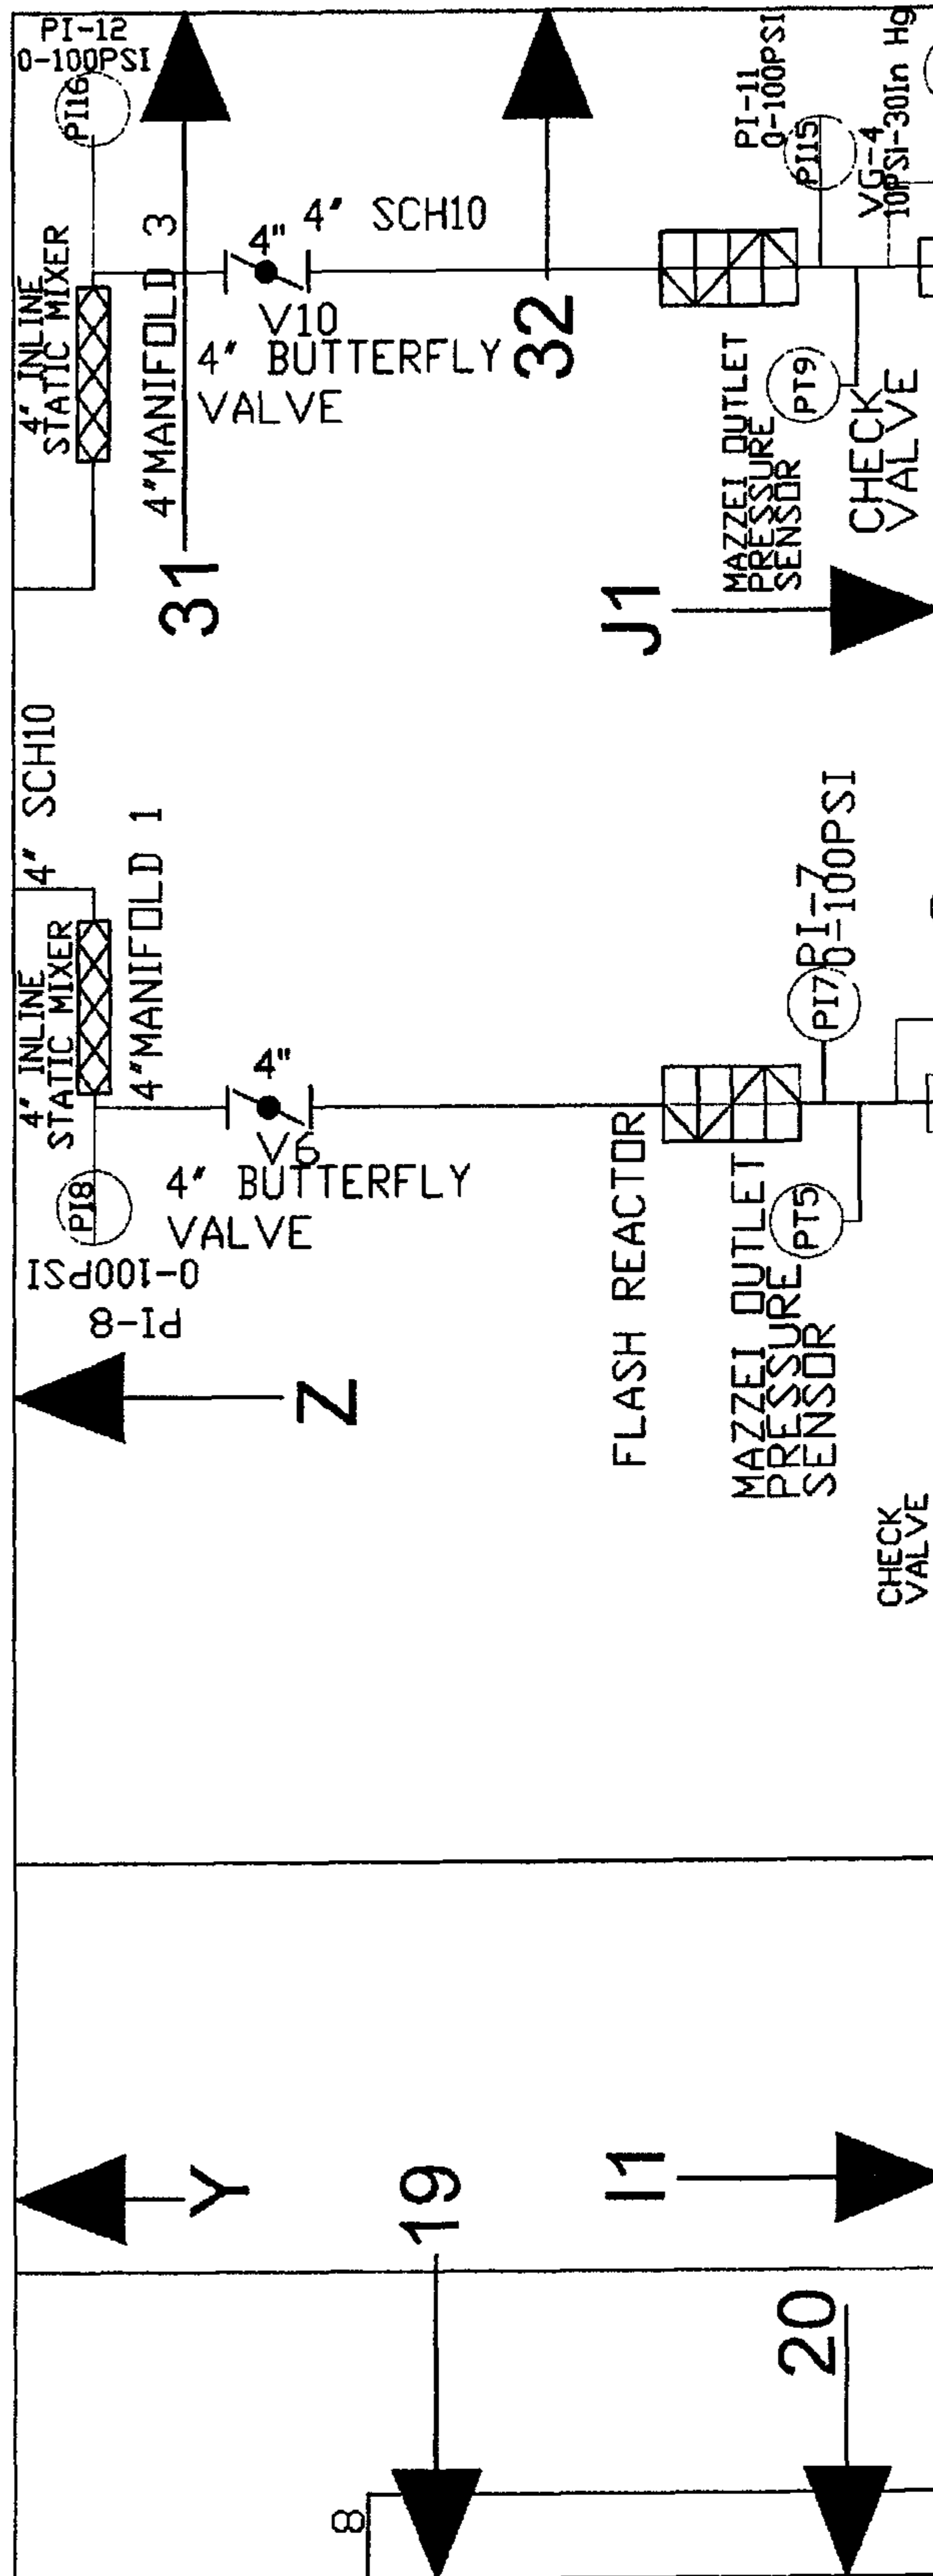 PI-12
0-100PSI
PI16
4" INLINE
STATIC MIXER
4"MANIFOLD 3
4"
4" SCH10
V10
4" BUTTERFLY
VALVE
31
32
PI-11
0-100PSI
PI15
VG-4
10PSI-30In Hg
MAZZEI OUTLET
PRESSURE
SENSOR
PT9
CHECK
VALVE
J1
4" SCH10
4" INLINE
STATIC MIXER
4"MANIFOLD 1
PI8
0-100PSI
PI-8
4"
V6
4" BUTTERFLY
VALVE
PI-7
0-100PSI
PI7
FLASH REACTOR
MAZZEI OUTLET
PRESSURE
SENSOR
PT5
Z
CHECK
VALVE
Y
19
I1
20
8